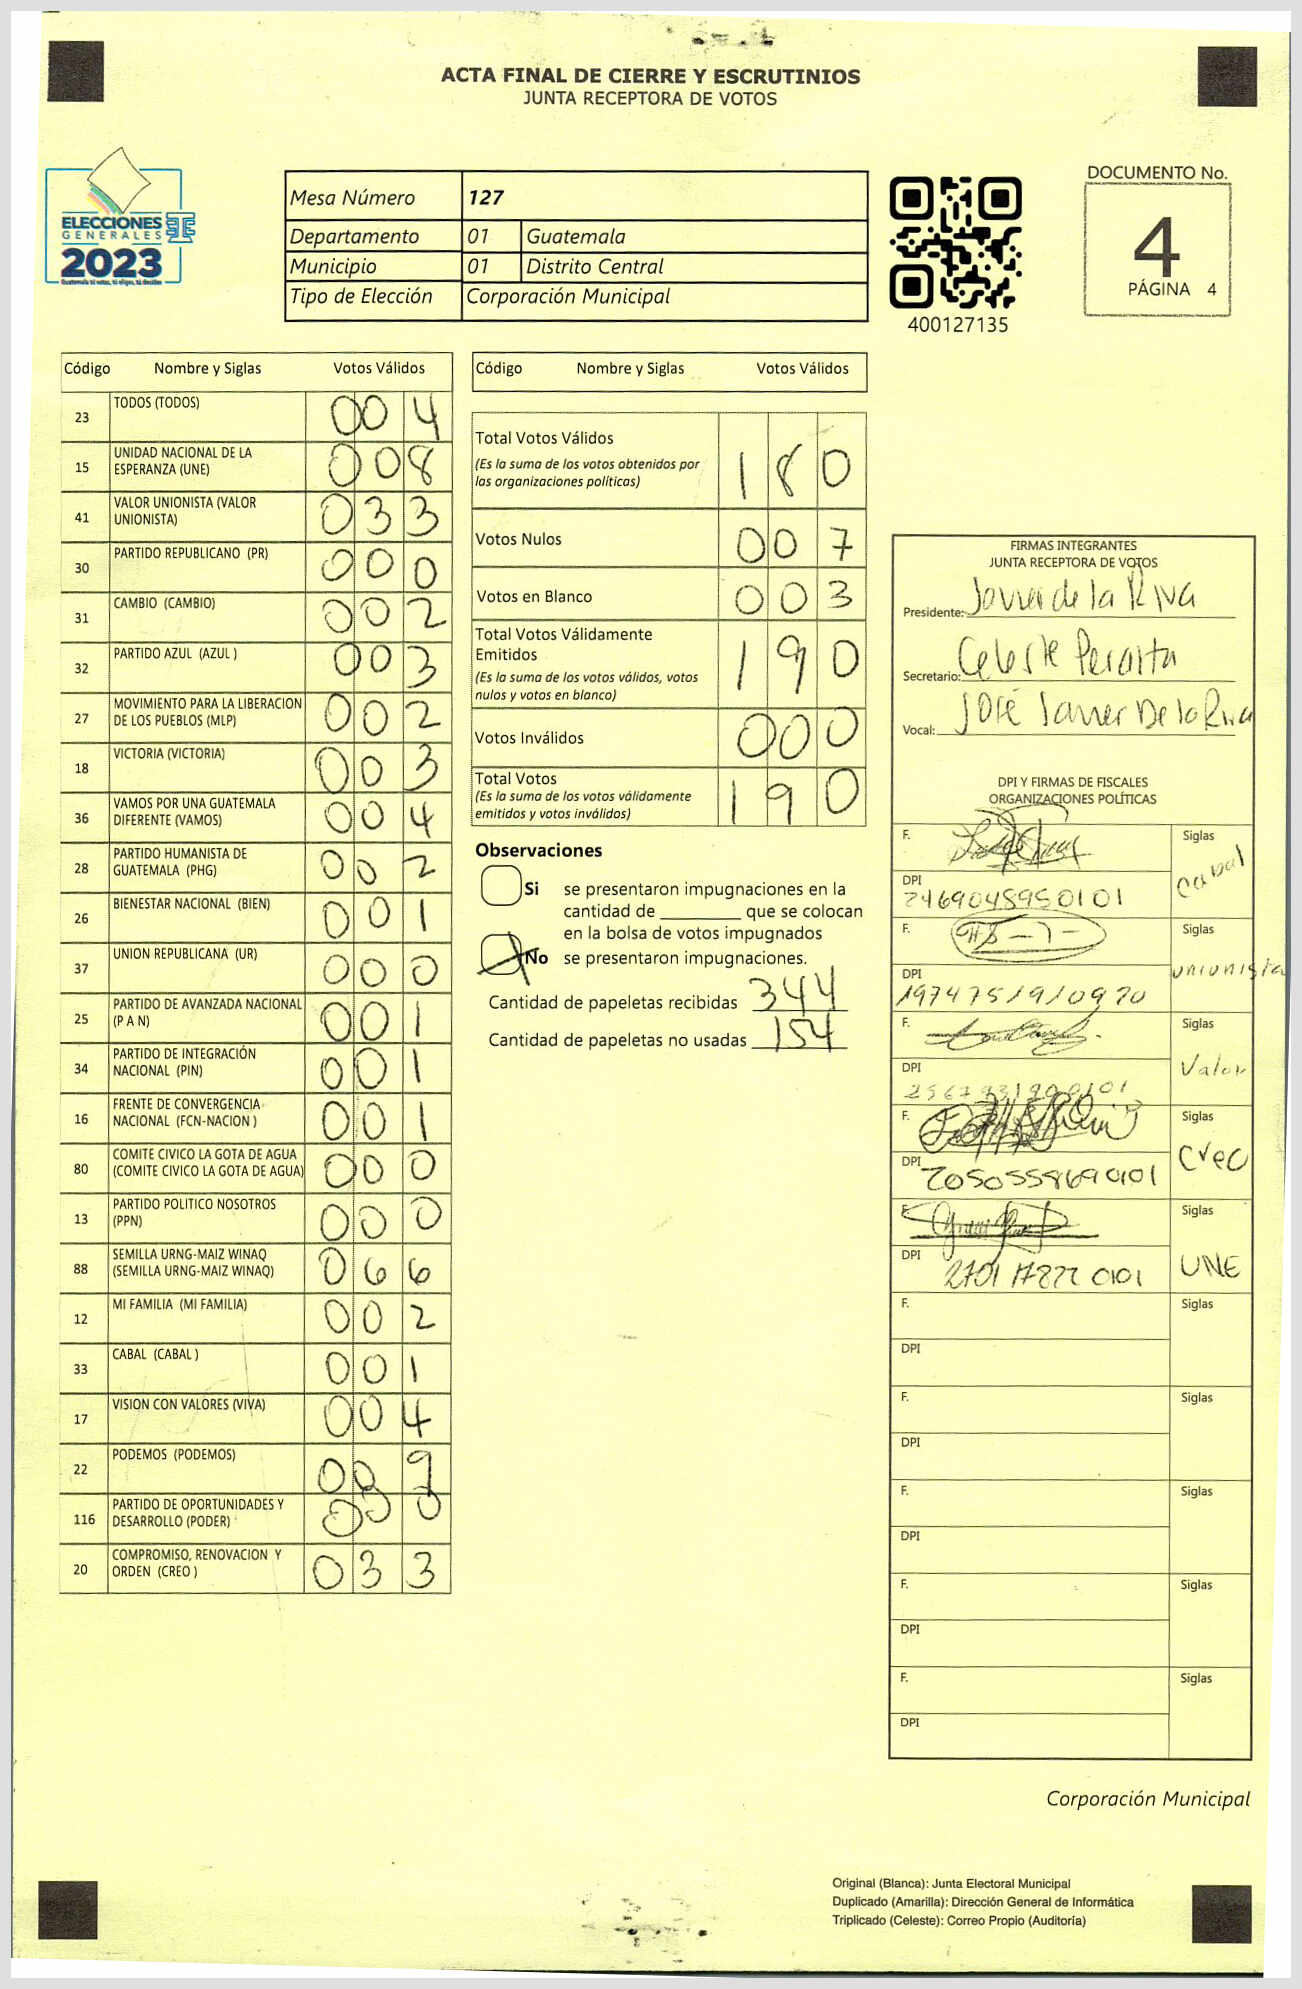 ACTA FINAL DE CIERRE Y ESCRUTINIOS
JUNTA RECEPTORA DE VOTOS
ELECCIONES
GENERALES
2023
Mesa Número 127
Departamento 01 Guatemala
Municipio 01 Distrito Central
Tipo de Elección Corporación Municipal
400127135
DOCUMENTO No.
4
PÁGINA 4
Código Nombre y Siglas Votos Válidos
23 TODOS (TODOS) 004
15 UNIDAD NACIONAL DE LA ESPERANZA (UNE) 008
41 VALOR UNIONISTA (VALOR UNIONISTA) 033
30 PARTIDO REPUBLICANO (PR) 000
31 CAMBIO (CAMBIO) 002
32 PARTIDO AZUL (AZUL ) 003
27 MOVIMIENTO PARA LA LIBERACION DE LOS PUEBLOS (MLP) 002
18 VICTORIA (VICTORIA) 003
36 VAMOS POR UNA GUATEMALA DIFERENTE (VAMOS) 004
28 PARTIDO HUMANISTA DE GUATEMALA (PHG) 002
26 BIENESTAR NACIONAL (BIEN) 001
37 UNION REPUBLICANA (UR) 000
25 PARTIDO DE AVANZADA NACIONAL (P A N) 001
34 PARTIDO DE INTEGRACIÓN NACIONAL (PIN) 001
16 FRENTE DE CONVERGENCIA NACIONAL (FCN-NACION ) 001
80 COMITE CIVICO LA GOTA DE AGUA (COMITE CIVICO LA GOTA DE AGUA) 000
13 PARTIDO POLITICO NOSOTROS (PPN) 000
88 SEMILLA URNG-MAIZ WINAQ (SEMILLA URNG-MAIZ WINAQ) 066
12 MI FAMILIA (MI FAMILIA) 002
33 CABAL (CABAL ) 001
17 VISION CON VALORES (VIVA) 004
22 PODEMOS (PODEMOS) 009
116 PARTIDO DE OPORTUNIDADES Y DESARROLLO (PODER) 000
20 COMPROMISO, RENOVACION Y ORDEN (CREO ) 033
Código Nombre y Siglas Votos Válidos
Total Votos Válidos 180
(Es la suma de los votos obtenidos por
las organizaciones políticas)
Votos Nulos 007
Votos en Blanco 003
Total Votos Válidamente
Emitidos 190
(Es la suma de los votos válidos, votos
nulos y votos en blanco)
Votos Inválidos 000
Total Votos 190
(Es la suma de los votos válidamente
emitidos y votos inválidos)
Observaciones
Si se presentaron impugnaciones en la
cantidad de ________ que se colocan
en la bolsa de votos impugnados
No se presentaron impugnaciones.
Cantidad de papeletas recibidas 344
Cantidad de papeletas no usadas 154
FIRMAS INTEGRANTES
JUNTA RECEPTORA DE VOTOS
Presidente: Javier de la Riva
Secretario: Celeste Peralta
Vocal: JOSÉ Javier De la Riva
DPI Y FIRMAS DE FISCALES
ORGANIZACIONES POLÍTICAS
F. Siglas
Cabal
DPI
2469048950101
F. Siglas
unionista
DPI
1974751910920
F. Siglas
Valor
DPI
F. Siglas
Creo
DPI 2050558690101
F. Siglas
UNE
DPI
2701 17822 0101
F. Siglas
DPI
F. Siglas
DPI
F. Siglas
DPI
F. Siglas
DPI
F. Siglas
DPI
Corporación Municipal
Original (Blanca): Junta Electoral Municipal
Duplicado (Amarilla): Dirección General de Informática
Triplicado (Celeste): Correo Propio (Auditoría)